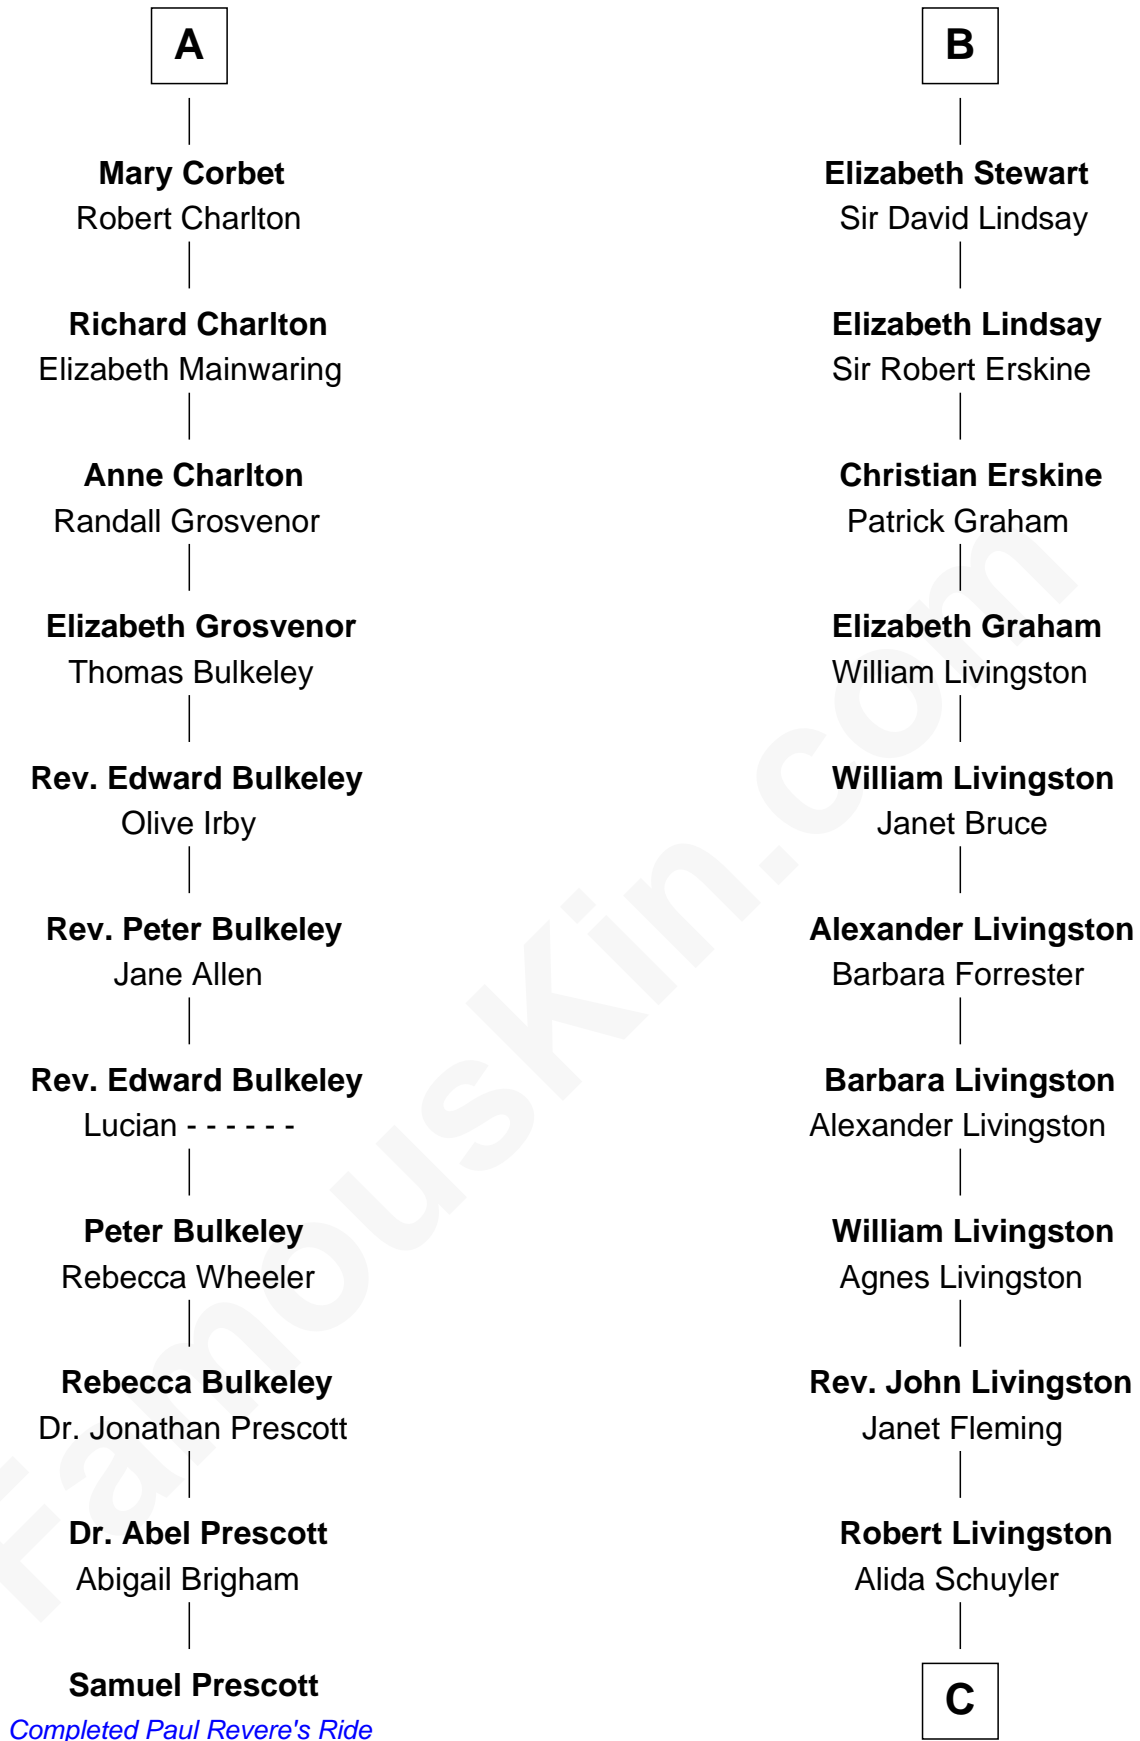 A
Mary Corbet
Robert Charlton
Richard Charlton
Elizabeth Mainwaring
Anne Charlton
Randall Grosvenor
Elizabeth Grosvenor
Thomas Bulkeley
Rev. Edward Bulkeley
Olive Irby
Rev. Peter Bulkeley
Jane Allen
Rev. Edward Bulkeley
Lucian - - - - - -
Peter Bulkeley
Rebecca Wheeler
Rebecca Bulkeley
Dr. Jonathan Prescott
Dr. Abel Prescott
Abigail Brigham
Samuel Prescott
Completed Paul Revere's Ride
B
Elizabeth Stewart
Sir David Lindsay
Elizabeth Lindsay
Sir Robert Erskine
Christian Erskine
Patrick Graham
Elizabeth Graham
William Livingston
William Livingston
Janet Bruce
Alexander Livingston
Barbara Forrester
Barbara Livingston
Alexander Livingston
William Livingston
Agnes Livingston
Rev. John Livingston
Janet Fleming
Robert Livingston
Alida Schuyler
C
FamousKin.com